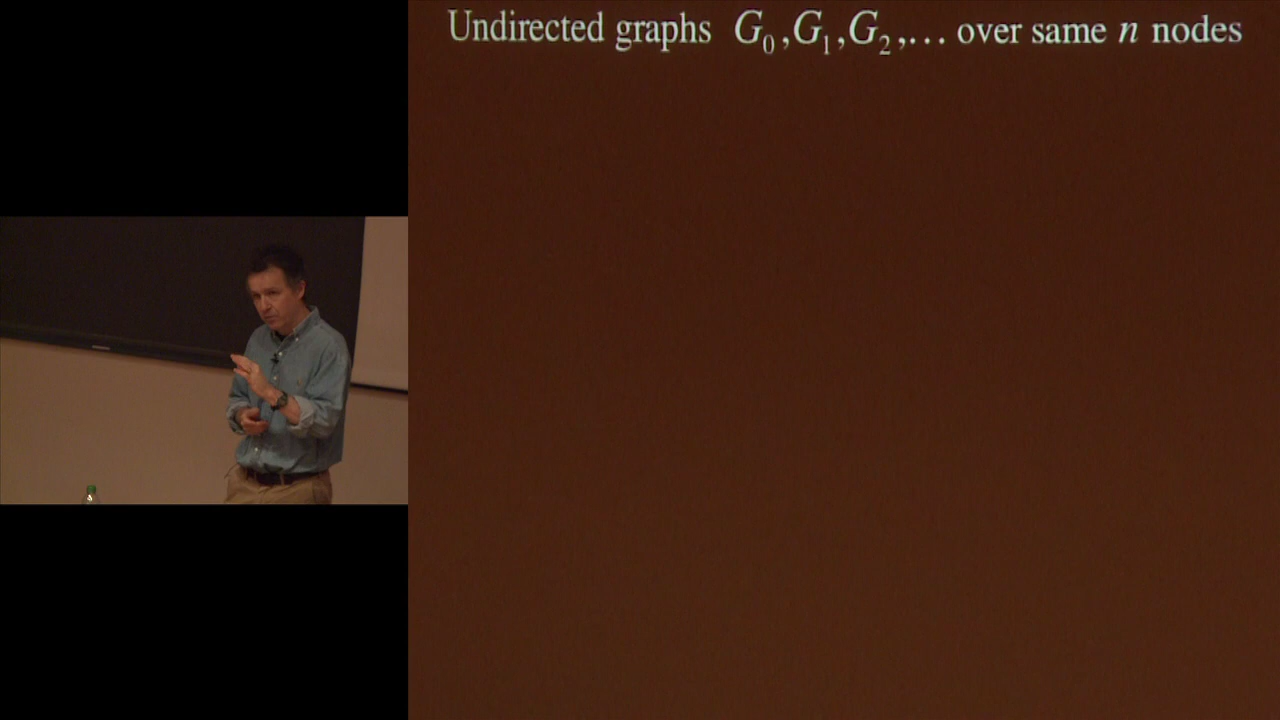 Undirected graphs G₀,G₁,G₂,… over same n nodes